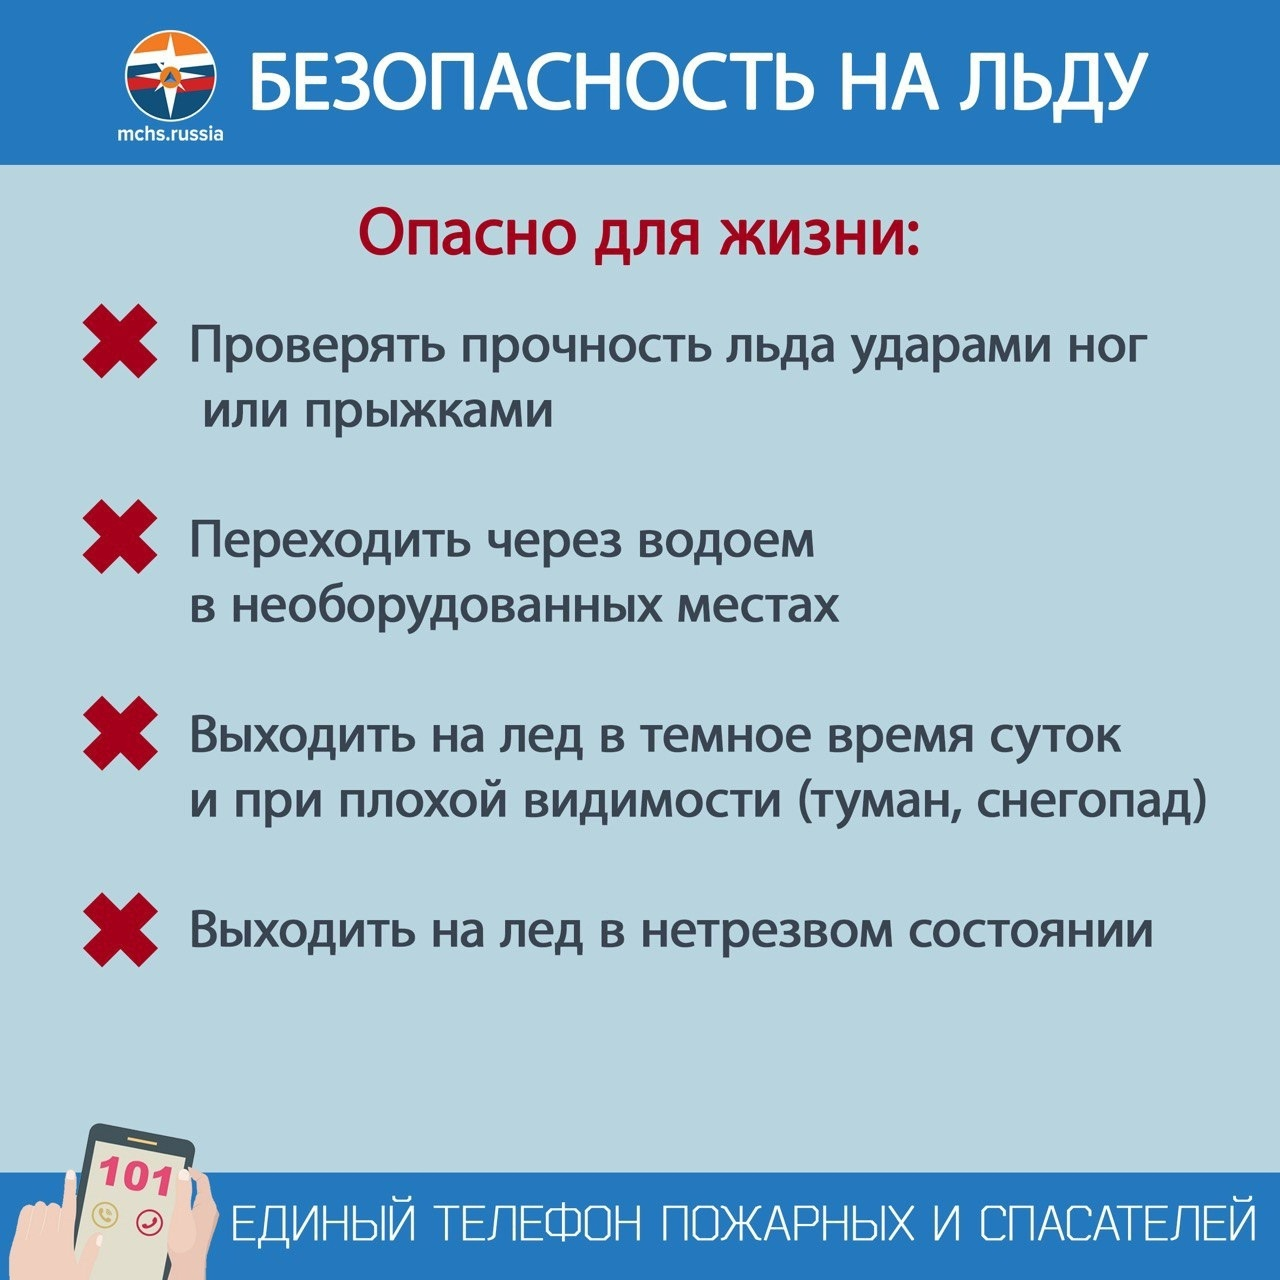 mchs.russia
БЕЗОПАСНОСТЬ НА ЛЬДУ
Опасно для жизни:
Проверять прочность льда ударами ног
или прыжками
Переходить через водоем
в необорудованных местах
Выходить на лед в темное время суток
и при плохой видимости (туман, снегопад)
Выходить на лед в нетрезвом состоянии
101
ЕДИНЫЙ ТЕЛЕФОН ПОЖАРНЫХ И СПАСАТЕЛЕЙ